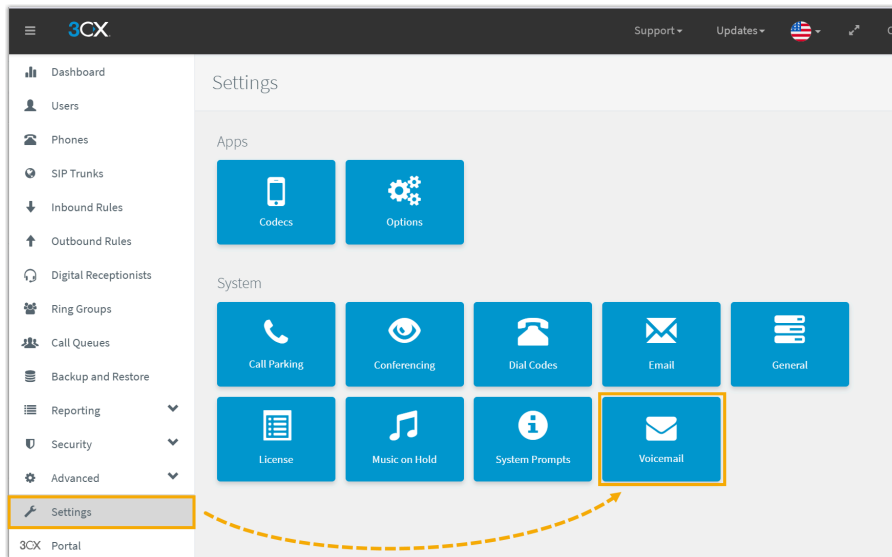 3CX
Support
Updates
Dashboard
Users
Phones
SIP Trunks
Inbound Rules
Outbound Rules
Digital Receptionists
Ring Groups
Call Queues
Backup and Restore
Reporting
Security
Advanced
Settings
3CX Portal
Settings
Apps
Codecs
Options
System
Call Parking
Conferencing
Dial Codes
Email
General
License
Music on Hold
System Prompts
Voicemail